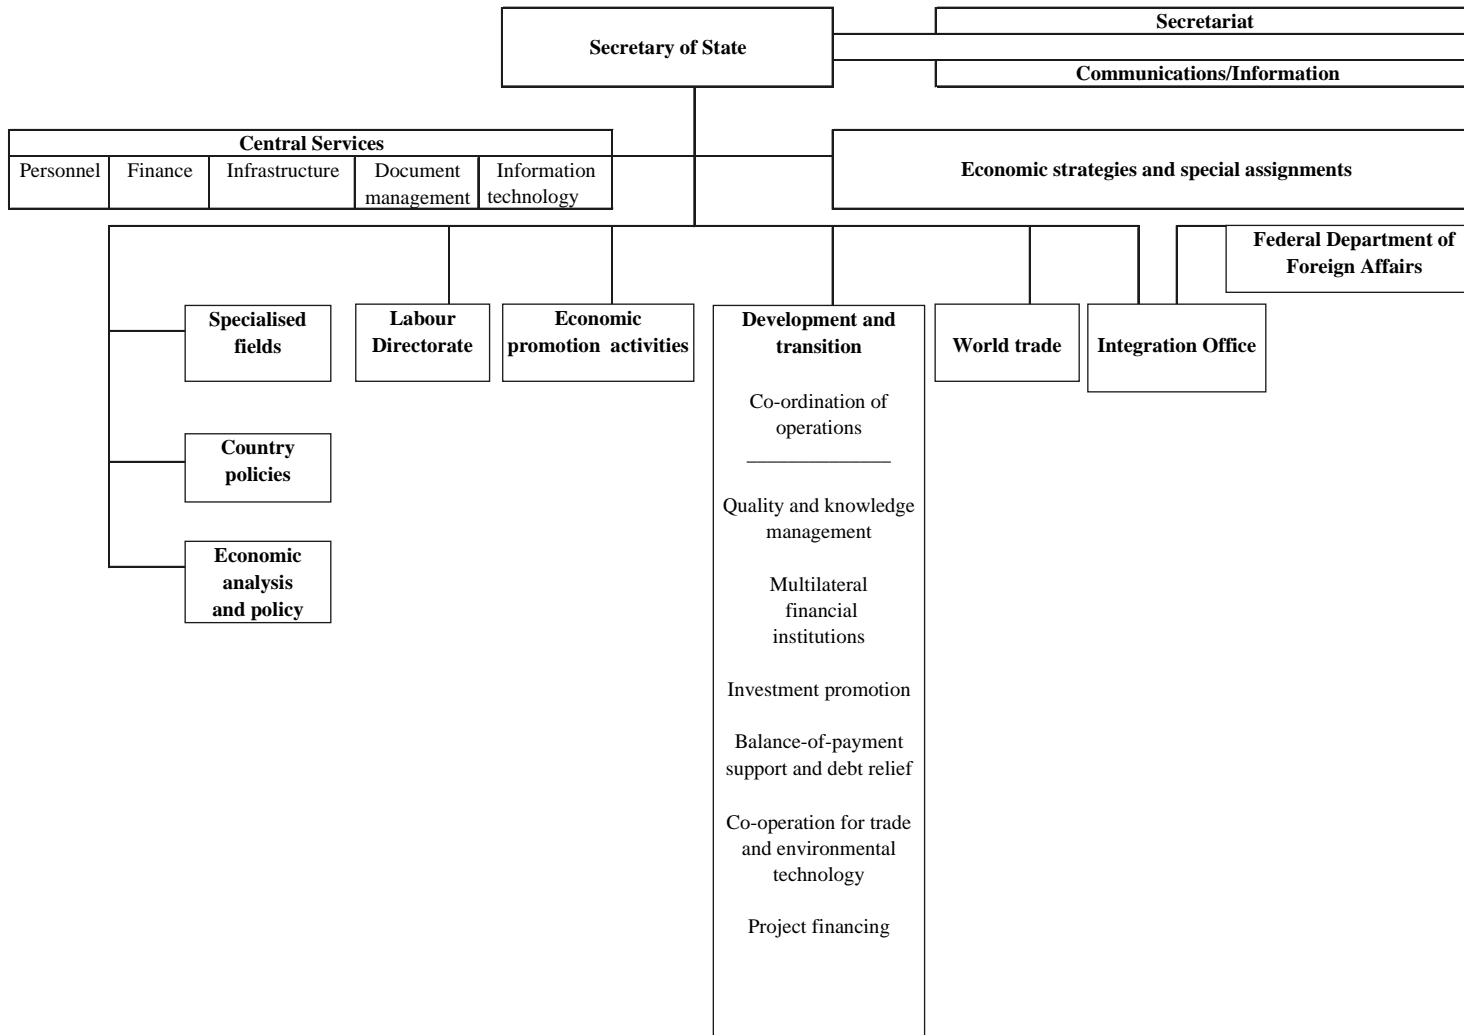 Secretary of State
Secretariat
Communications/Information
Central Services
Personnel
Finance
Infrastructure
Document
management
Information
technology
Economic strategies and special assignments
Federal Department of
Foreign Affairs
Specialised
fields
Labour
Directorate
Economic
promotion activities
Development and
transition
World trade
Integration Office
Co-ordination of
operations
Country
policies
Quality and knowledge
management
Economic
analysis
and policy
Multilateral
financial
institutions
Investment promotion
Balance-of-payment
support and debt relief
Co-operation for trade
and environmental
technology
Project financing